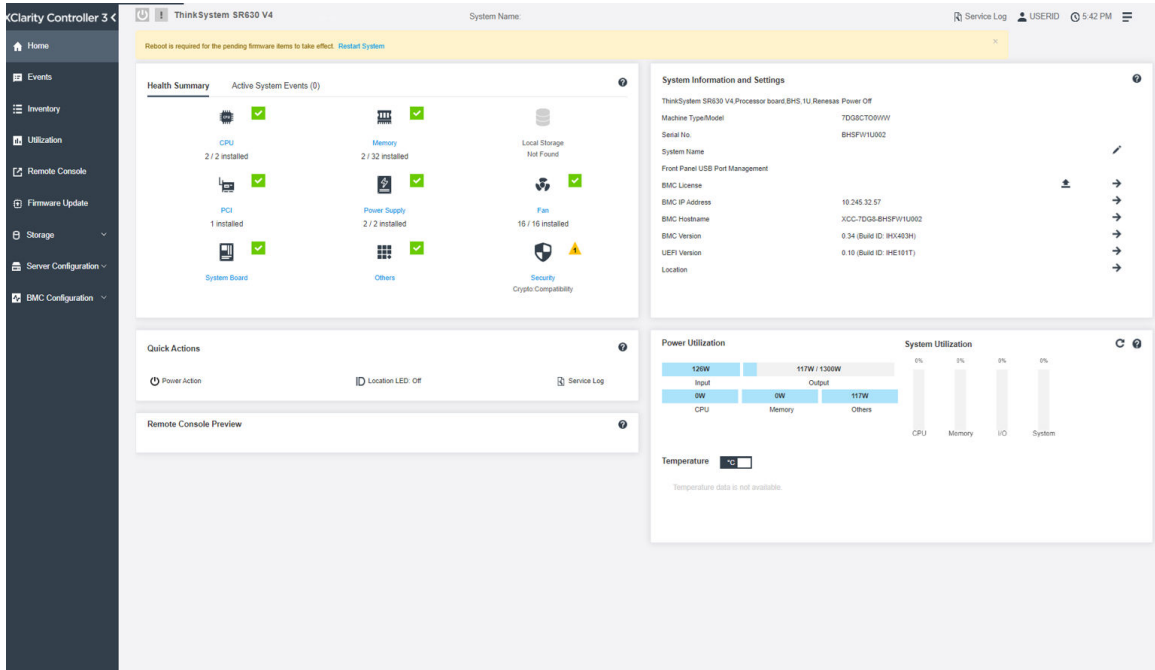 XClarity Controller 3
ThinkSystem SR630 V4
System Name:
Service Log
USERID
5:42 PM
Home
Events
Inventory
Utilization
Remote Console
Firmware Update
Storage
Server Configuration
BMC Configuration
Reboot is required for the pending firmware items to take effect. Restart System
Health Summary
Active System Events (0)
CPU
2 / 2 installed
Memory
2 / 32 installed
Local Storage
Not Found
PCI
1 installed
Power Supply
2 / 2 installed
Fan
16 / 16 installed
System Board
Others
Security
Crypto:Compatibility
System Information and Settings
ThinkSystem SR630 V4,Processor board,BHS,1U,Renesas Power Off
Machine Type/Model 7DG8CTO0WW
Serial No. BHSFW1U002
System Name
Front Panel USB Port Management
BMC License
BMC IP Address 10.245.32.57
BMC Hostname XCC-7DG8-BHSFW1U002
BMC Version 0.34 (Build ID: IHX403H)
UEFI Version 0.10 (Build ID: IHE101T)
Location
Quick Actions
Power Action
Location LED: Off
Service Log
Remote Console Preview
Power Utilization
126W
117W / 1300W
Input
Output
0W
0W
117W
CPU
Memory
Others
System Utilization
0% 0% 0% 0%
CPU Memory I/O System
Temperature °C
Temperature data is not available.